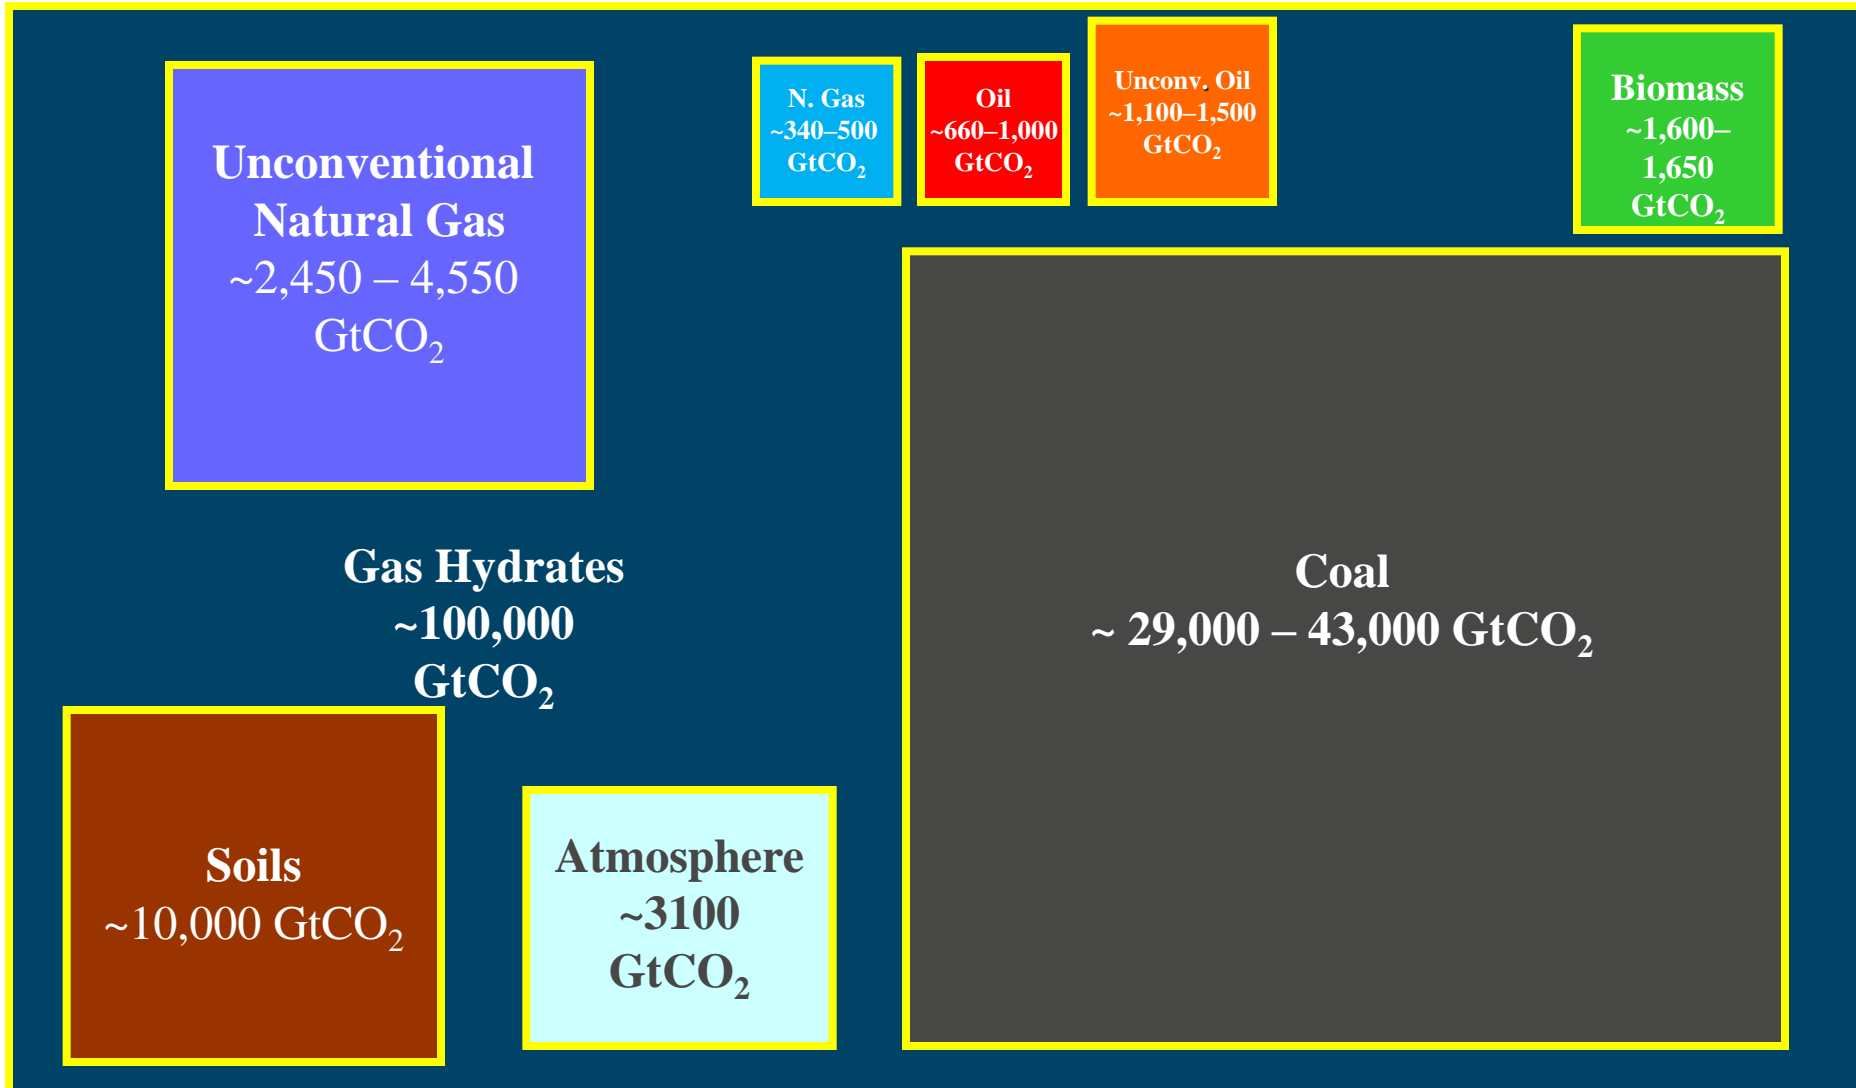 Unconventional
Natural Gas
~2,450 – 4,550
GtCO₂
N. Gas
~340–500
GtCO₂
Oil
~660–1,000
GtCO₂
Unconv. Oil
~1,100–1,500
GtCO₂
Biomass
~1,600–
1,650
GtCO₂
Gas Hydrates
~100,000
GtCO₂
Coal
~ 29,000 – 43,000 GtCO₂
Soils
~10,000 GtCO₂
Atmosphere
~3100
GtCO₂